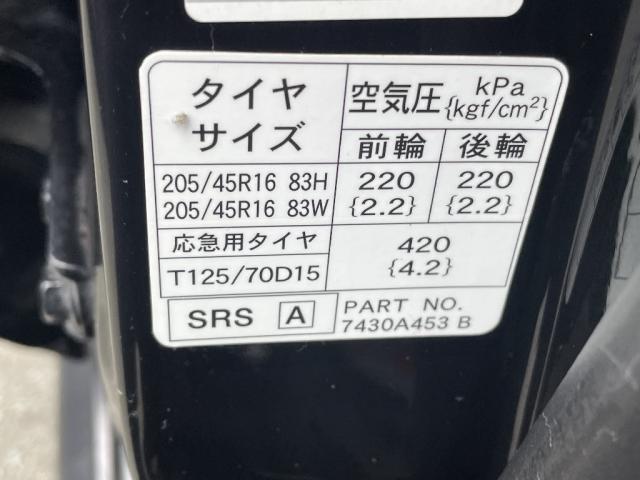 タイヤ
サイズ
空気圧 kPa
{kgf/cm²}
前輪 後輪
205/45R16 83H 220 220
205/45R16 83W {2.2} {2.2}
応急用タイヤ 420
T125/70D15 {4.2}
SRS A PART NO.
7430A453 B